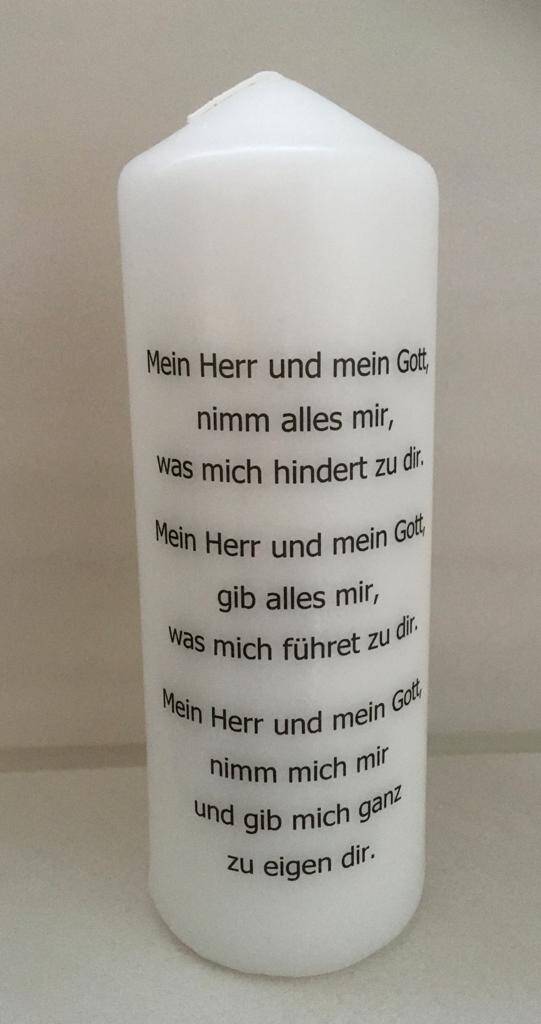 Mein Herr und mein Gott,
nimm alles mir,
was mich hindert zu dir.
Mein Herr und mein Gott,
gib alles mir,
was mich führet zu dir.
Mein Herr und mein Gott,
nimm mich mir
und gib mich ganz
zu eigen dir.